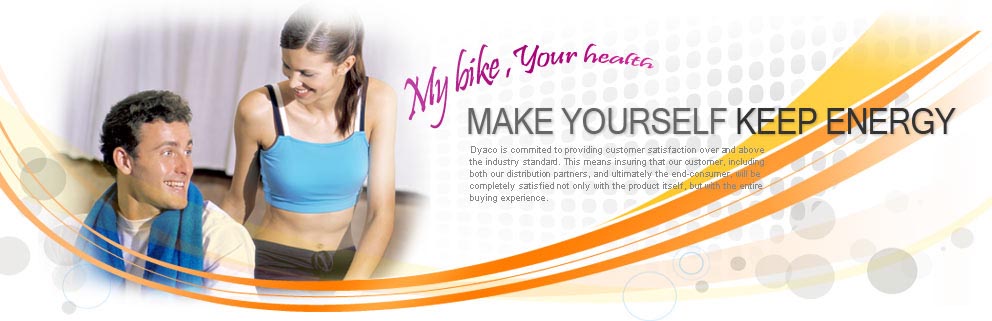 My bike , Your health
MAKE YOURSELF KEEP ENERGY
Dyaco is commited to providing customer satisfaction over and above
the industry standard. This means insuring that our customer, including
both our distribution partners, and ultimately the end-consumer, will be
completely satisfied not only with the product itself, but with the entire
buying experience.